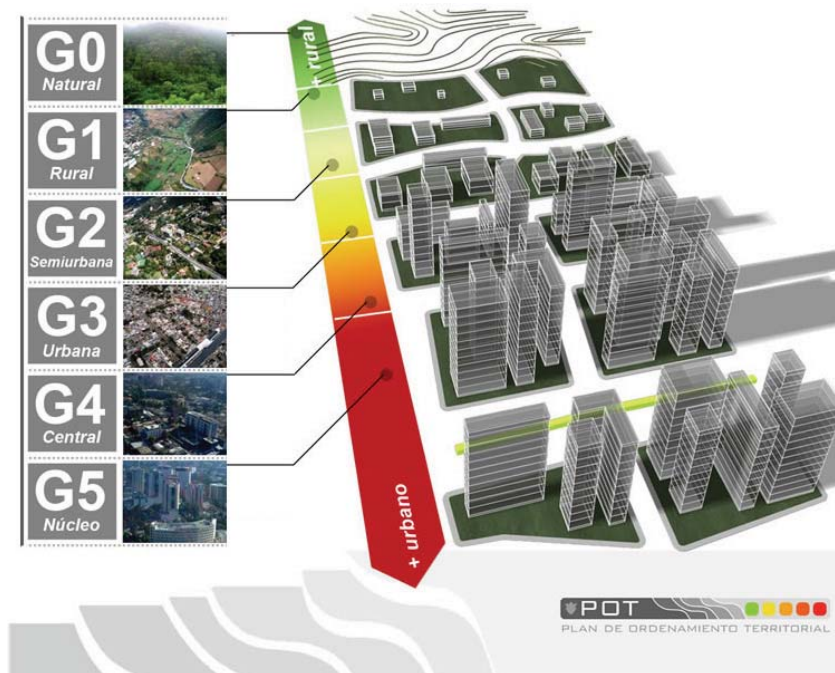 G0
Natural
G1
Rural
G2
Semiurbana
G3
Urbana
G4
Central
G5
Núcleo
+ rural
+ urbano
POT
PLAN DE ORDENAMIENTO TERRITORIAL